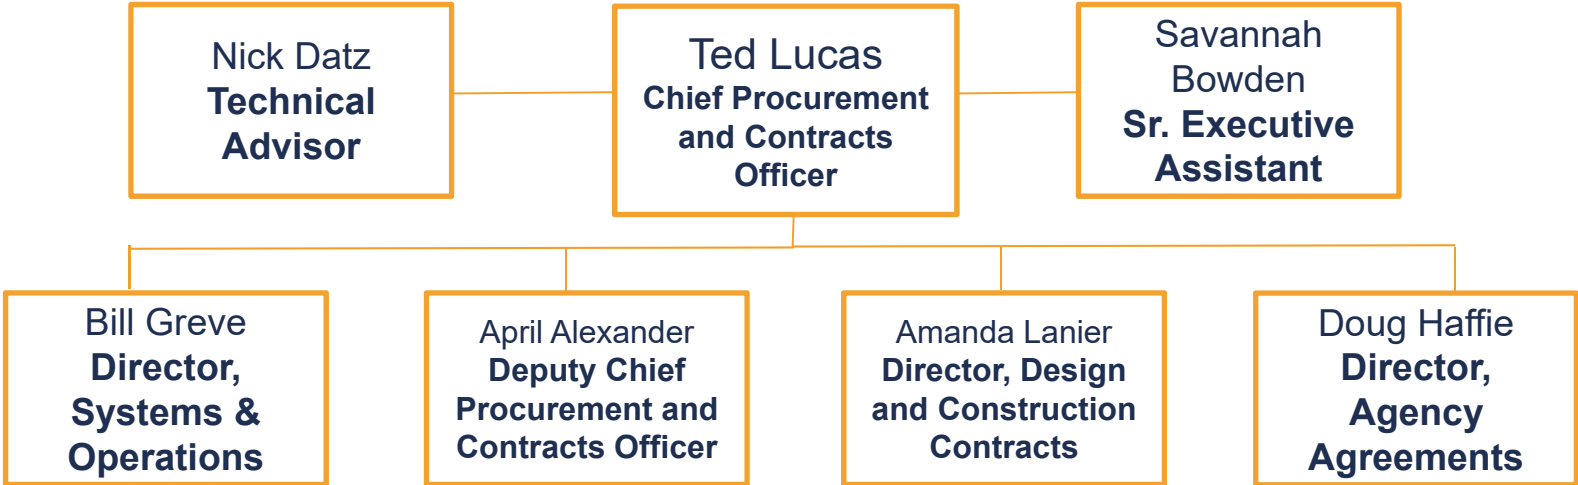 Nick Datz
Technical
Advisor
Ted Lucas
Chief Procurement
and Contracts
Officer
Savannah
Bowden
Sr. Executive
Assistant
Bill Greve
Director,
Systems &
Operations
April Alexander
Deputy Chief
Procurement and
Contracts Officer
Amanda Lanier
Director, Design
and Construction
Contracts
Doug Haffie
Director,
Agency
Agreements